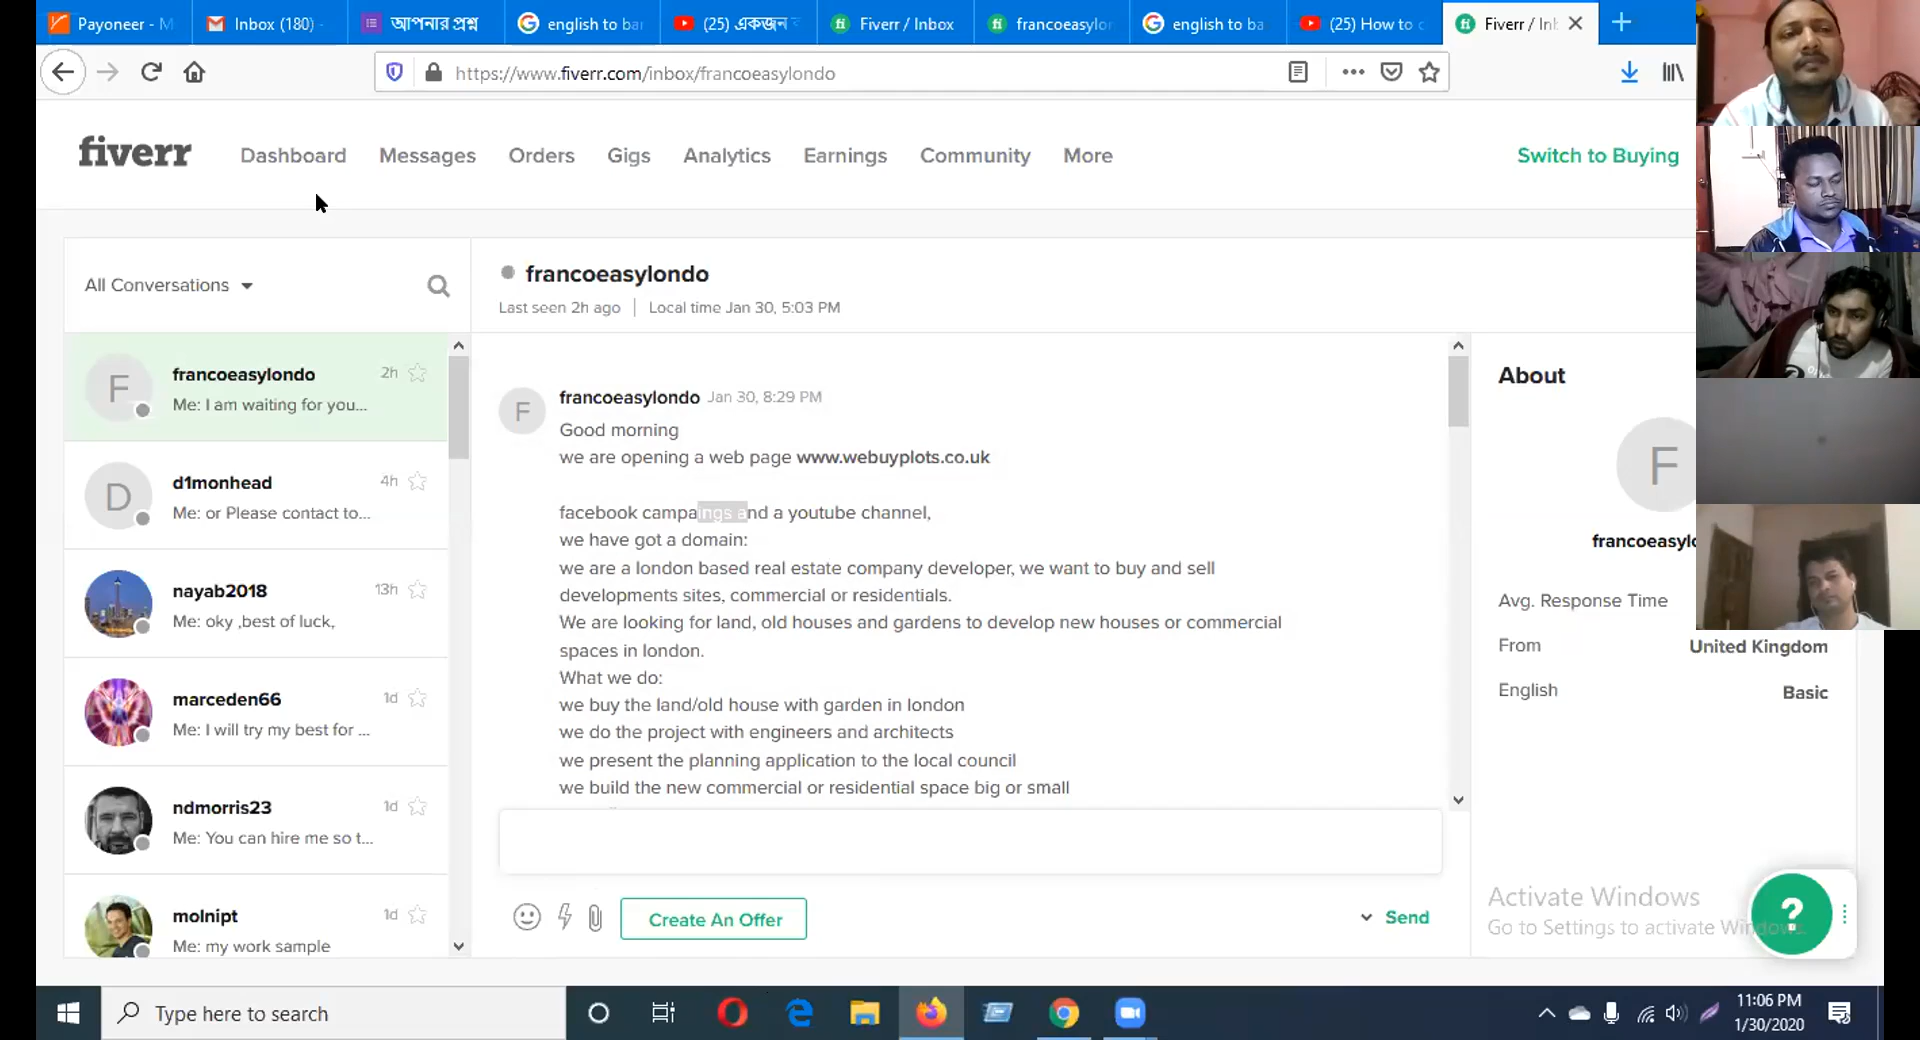 Payoneer - M
Inbox (180) -
আপনার প্রশ্ন
english to ba
(25) একজন
Fiverr / Inbox
francoeasylo
english to ba
(25) How to c
Fiverr / Inb
https://www.fiverr.com/inbox/francoeasylondo
fiverr
Dashboard
Messages
Orders
Gigs
Analytics
Earnings
Community
More
Switch to Buying
All Conversations
francoeasylondo
2h
Me: I am waiting for you...
d1monhead
4h
Me: or Please contact to...
nayab2018
13h
Me: oky ,best of luck,
marceden66
1d
Me: I will try my best for ...
ndmorris23
1d
Me: You can hire me so t...
molnipt
1d
Me: my work sample
francoeasylondo
Last seen 2h ago | Local time Jan 30, 5:03 PM
F
francoeasylondo Jan 30, 8:29 PM
Good morning
we are opening a web page www.webuyplots.co.uk
facebook campaings and a youtube channel,
we have got a domain:
we are a london based real estate company developer, we want to buy and sell
developments sites, commercial or residentials.
We are looking for land, old houses and gardens to develop new houses or commercial
spaces in london.
What we do:
we buy the land/old house with garden in london
we do the project with engineers and architects
we present the planning application to the local council
we build the new commercial or residential space big or small
Create An Offer
Send
About
F
francoeasylo
Avg. Response Time
From
United Kingdom
English
Basic
Activate Windows
Go to Settings to activate Windows.
?
Type here to search
11:06 PM
1/30/2020